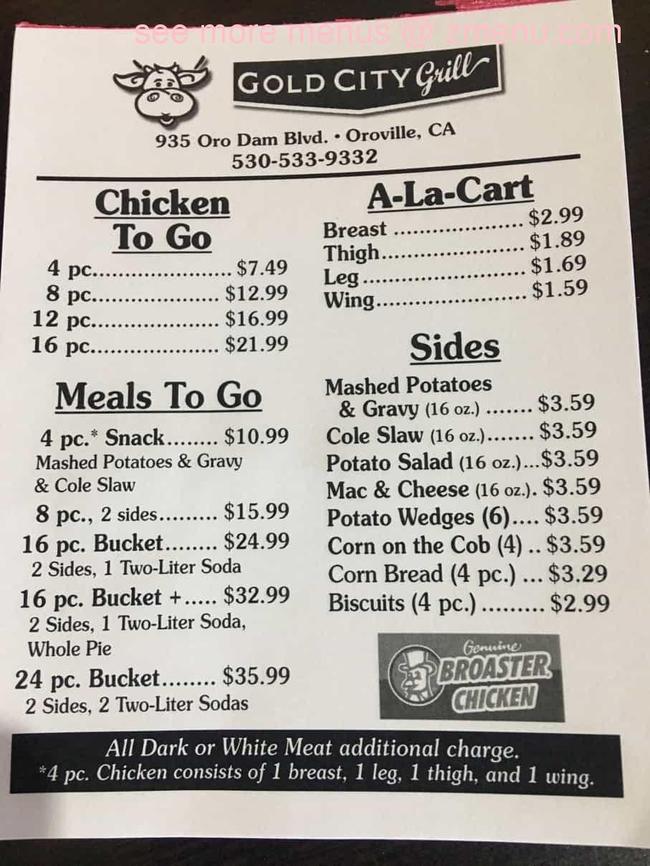 see more menus @ zmenu.com
GOLD CITY Grill
935 Oro Dam Blvd. • Oroville, CA
530-533-9332
Chicken
To Go
4 pc...................... $7.49
8 pc.................... $12.99
12 pc.................... $16.99
16 pc.................... $21.99
Meals To Go
4 pc.* Snack........ $10.99
Mashed Potatoes & Gravy
& Cole Slaw
8 pc., 2 sides......... $15.99
16 pc. Bucket........ $24.99
2 Sides, 1 Two-Liter Soda
16 pc. Bucket +..... $32.99
2 Sides, 1 Two-Liter Soda,
Whole Pie
24 pc. Bucket........ $35.99
2 Sides, 2 Two-Liter Sodas
A-La-Cart
Breast .................... $2.99
Thigh...................... $1.89
Leg ......................... $1.69
Wing....................... $1.59
Sides
Mashed Potatoes
& Gravy (16 oz.) ....... $3.59
Cole Slaw (16 oz.)....... $3.59
Potato Salad (16 oz.)...$3.59
Mac & Cheese (16 oz.). $3.59
Potato Wedges (6).... $3.59
Corn on the Cob (4) .. $3.59
Corn Bread (4 pc.) ... $3.29
Biscuits (4 pc.) ......... $2.99
Genuine
BROASTER
CHICKEN
All Dark or White Meat additional charge.
*4 pc. Chicken consists of 1 breast, 1 leg, 1 thigh, and 1 wing.